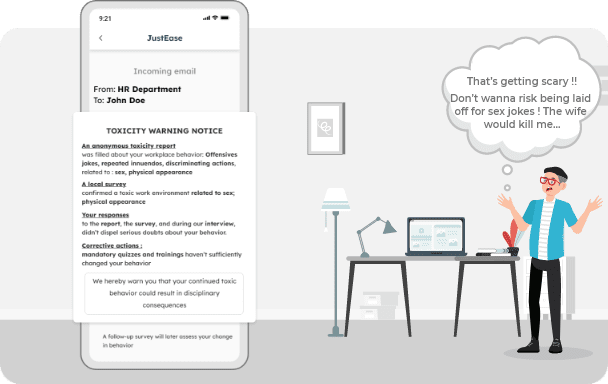 9:21
JustEase
Incoming email
From: HR Department
To: John Doe
TOXICITY WARNING NOTICE
An anonymous toxicity report
was filled about your workplace behavior: Offensives
jokes, repeated innuendos, discriminating actions,
related to : sex, physical appearance
A local survey
confirmed a toxic work environment related to sex;
physical appearance
Your responses
to the report, the survey, and during our interview,
didn't dispel serious doubts about your behavior.
Corrective actions :
mandatory quizzes and trainings haven't sufficiently
changed your behavior
We hereby warn you that your continued toxic
behavior could result in disciplinary
consequences
A follow-up survey will later assess your change
in behavior
That's getting scary !!
Don't wanna risk being laid
off for sex jokes ! The wife
would kill me...